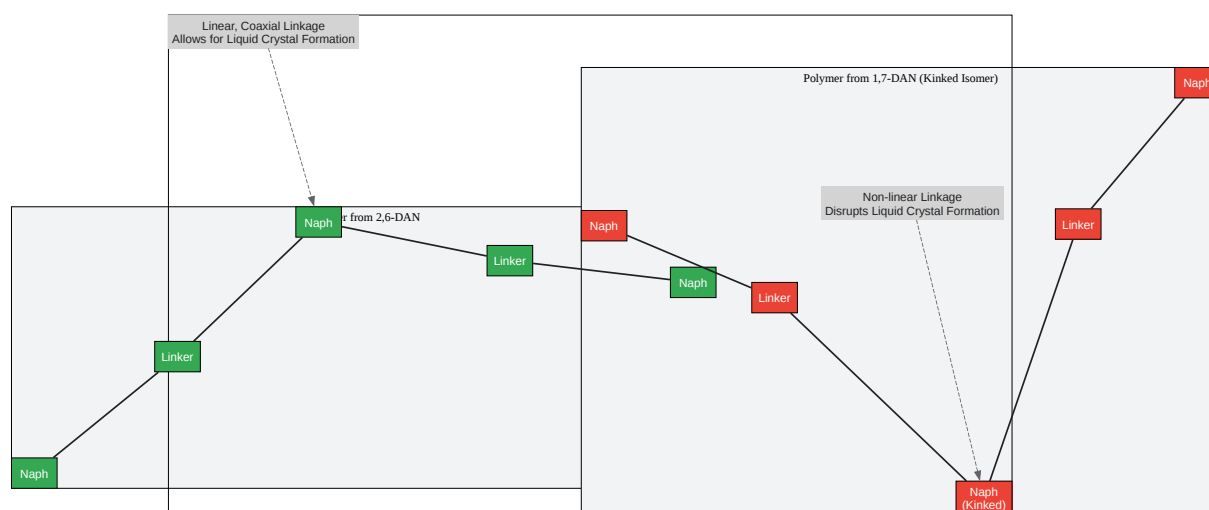 Linear, Coaxial Linkage
Allows for Liquid Crystal Formation
Polymer from 1,7-DAN (Kinked Isomer)
Naph
Non-linear Linkage
Disrupts Liquid Crystal Formation
Naph
r from 2,6-DAN
Naph
Linker
Linker
Naph
Linker
Linker
Naph
Naph
(Kinked)